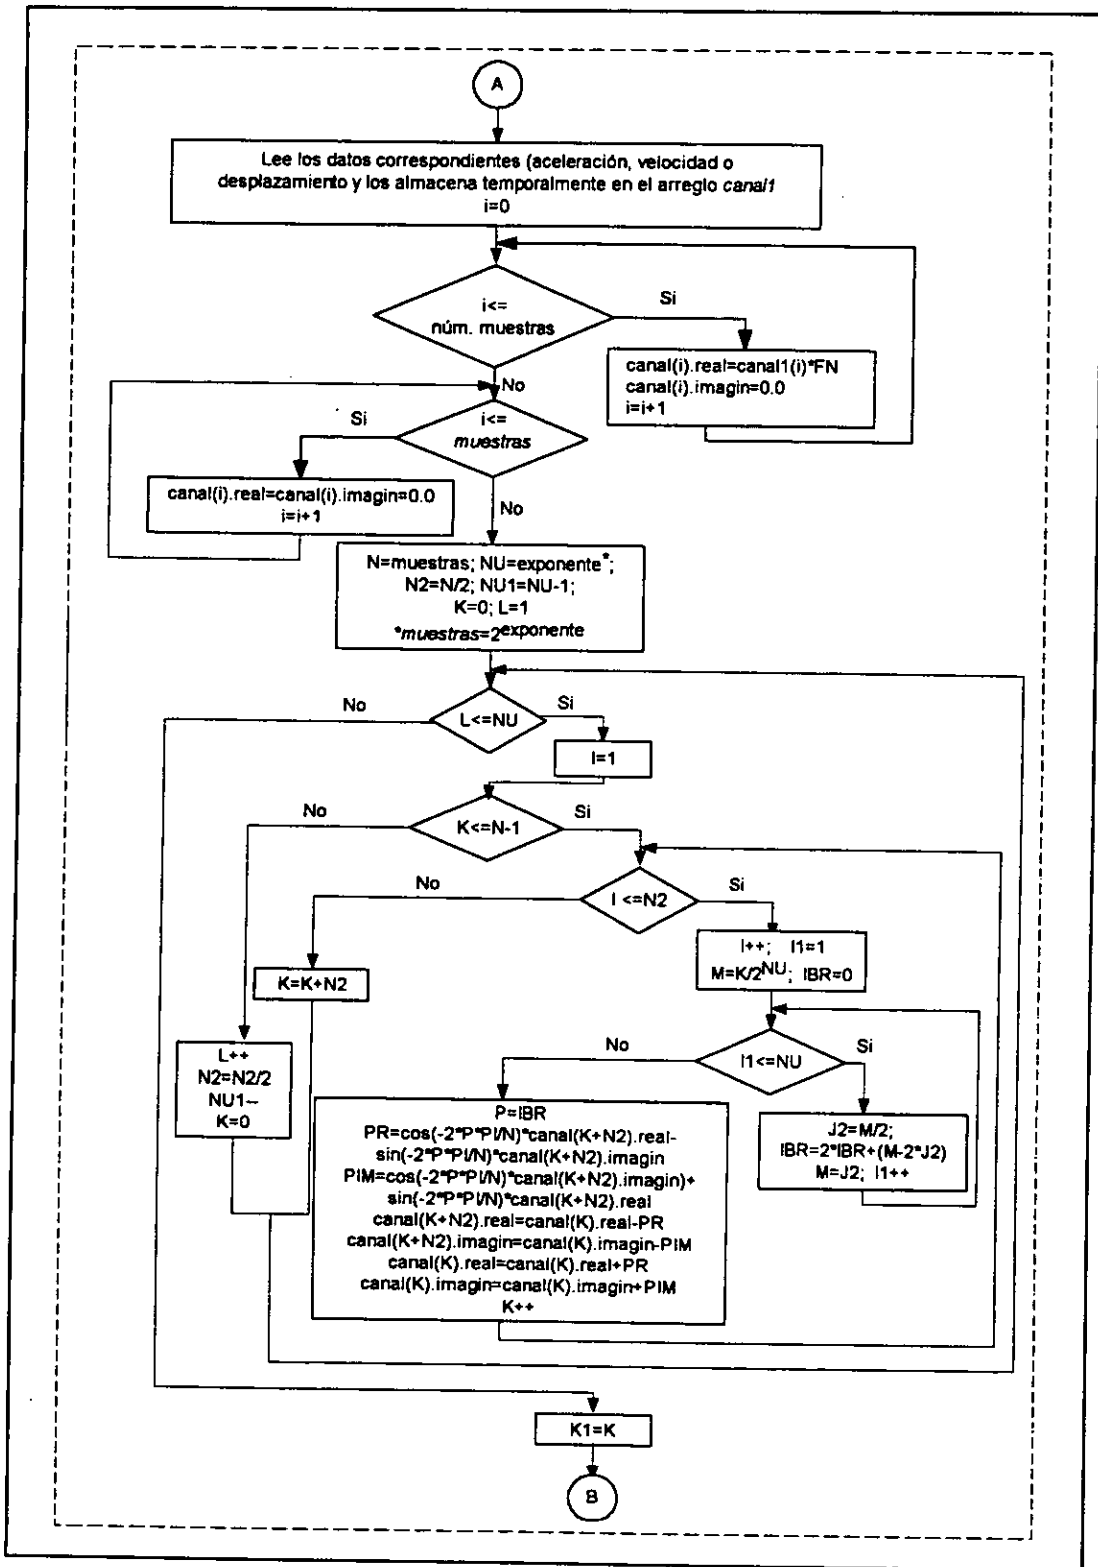 A
Lee los datos correspondientes (aceleración, velocidad o
desplazamiento y los almacena temporalmente en el arreglo canal1
i=0
i<=
núm. muestras
Si
canal(i).real=canal1(i)*FN
canal(i).imagin=0.0
i=i+1
No
i<=
muestras
Si
canal(i).real=canal(i).imagin=0.0
i=i+1
No
N=muestras; NU=exponente*;
N2=N/2; NU1=NU-1;
K=0; L=1
*muestras=2^exponente
No
L<=NU
Si
I=1
No
K<=N-1
Si
No
I <=N2
Si
I++; I1=1
M=K/2^NU; IBR=0
K=K+N2
No
I1<=NU
Si
L++
N2=N2/2
NU1--
K=0
P=IBR
PR=cos(-2*P*PI/N)*canal(K+N2).real-
sin(-2*P*PI/N)*canal(K+N2).imagin
PIM=cos(-2*P*PI/N)*canal(K+N2).imagin)+
sin(-2*P*PI/N)*canal(K+N2).real
canal(K+N2).real=canal(K).real-PR
canal(K+N2).imagin=canal(K).imagin-PIM
canal(K).real=canal(K).real+PR
canal(K).imagin=canal(K).imagin+PIM
K++
J2=M/2;
IBR=2*IBR+(M-2*J2)
M=J2; I1++
K1=K
B